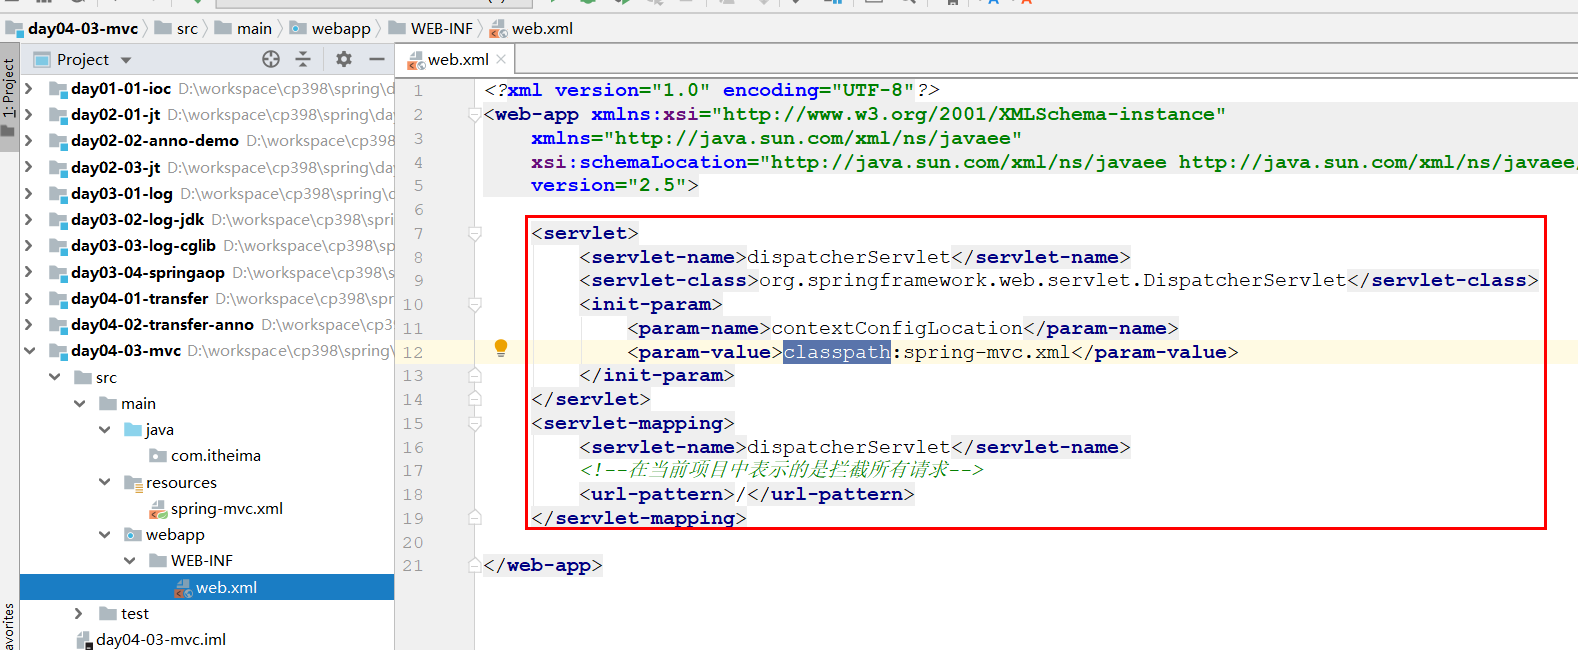 day04-03-mvc src main webapp WEB-INF web.xml
1: Project
Project
day01-01-ioc D:\workspace\cp398\spring\d
day02-01-jt D:\workspace\cp398\spring\day
day02-02-anno-demo D:\workspace\cp398
day02-03-jt D:\workspace\cp398\spring\day
day03-01-log D:\workspace\cp398\spring\d
day03-02-log-jdk D:\workspace\cp398\spri
day03-03-log-cglib D:\workspace\cp398\sp
day03-04-springaop D:\workspace\cp398\s
day04-01-transfer D:\workspace\cp398\spr
day04-02-transfer-anno D:\workspace\cp3
day04-03-mvc D:\workspace\cp398\spring\
src
main
java
com.itheima
resources
spring-mvc.xml
webapp
WEB-INF
web.xml
test
day04-03-mvc.iml
avorites
web.xml
1 <?xml version="1.0" encoding="UTF-8"?>
2 <web-app xmlns:xsi="http://www.w3.org/2001/XMLSchema-instance"
3 xmlns="http://java.sun.com/xml/ns/javaee"
4 xsi:schemaLocation="http://java.sun.com/xml/ns/javaee http://java.sun.com/xml/ns/javaee/
5 version="2.5">
6
7 <servlet>
8 <servlet-name>dispatcherServlet</servlet-name>
9 <servlet-class>org.springframework.web.servlet.DispatcherServlet</servlet-class>
10 <init-param>
11 <param-name>contextConfigLocation</param-name>
12 <param-value>classpath:spring-mvc.xml</param-value>
13 </init-param>
14 </servlet>
15 <servlet-mapping>
16 <servlet-name>dispatcherServlet</servlet-name>
17 <!--在当前项目中表示的是拦截所有请求-->
18 <url-pattern>/</url-pattern>
19 </servlet-mapping>
20
21 </web-app>